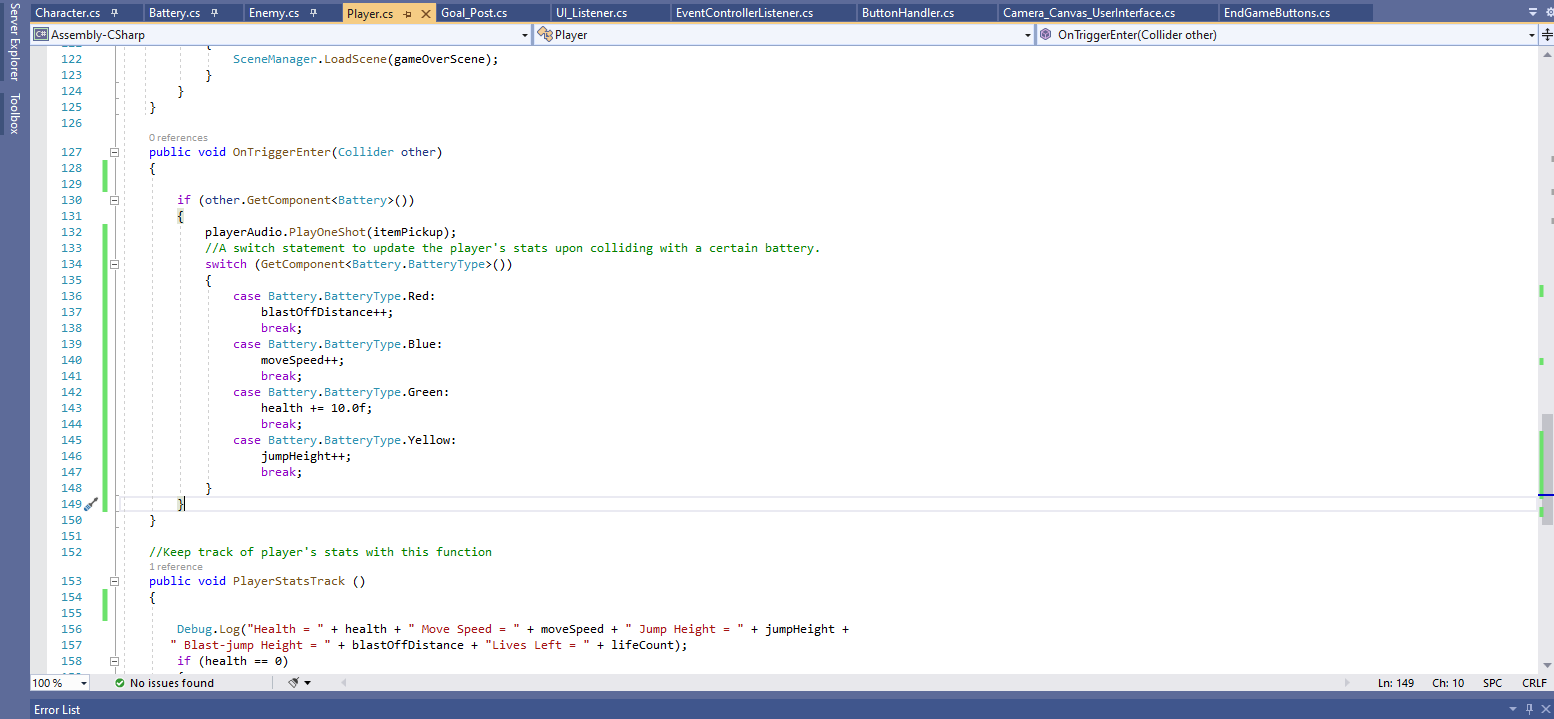 Server Explorer
Toolbox
Character.cs
Battery.cs
Enemy.cs
Player.cs
Goal_Post.cs
UI_Listener.cs
EventControllerListener.cs
ButtonHandler.cs
Camera_Canvas_UserInterface.cs
EndGameButtons.cs
C# Assembly-CSharp
Player
OnTriggerEnter(Collider other)
122 SceneManager.LoadScene(gameOverScene);
123 }
124 }
125 }
126
0 references
127 public void OnTriggerEnter(Collider other)
128 {
129
130 if (other.GetComponent<Battery>())
131 {
132 playerAudio.PlayOneShot(itemPickup);
133 //A switch statement to update the player's stats upon colliding with a certain battery.
134 switch (GetComponent<Battery.BatteryType>())
135 {
136 case Battery.BatteryType.Red:
137 blastOffDistance++;
138 break;
139 case Battery.BatteryType.Blue:
140 moveSpeed++;
141 break;
142 case Battery.BatteryType.Green:
143 health += 10.0f;
144 break;
145 case Battery.BatteryType.Yellow:
146 jumpHeight++;
147 break;
148 }
149 }
150 }
151
152 //Keep track of player's stats with this function
1 reference
153 public void PlayerStatsTrack ()
154 {
155
156 Debug.Log("Health = " + health + " Move Speed = " + moveSpeed + " Jump Height = " + jumpHeight +
157 " Blast-jump Height = " + blastOffDistance + "Lives Left = " + lifeCount);
158 if (health == 0)
100 %
No issues found
Ln: 149
Ch: 10
SPC
CRLF
Error List